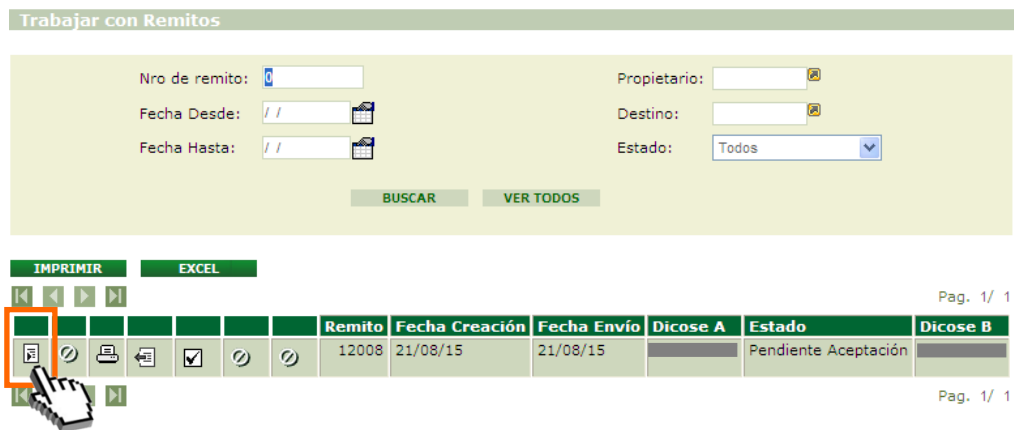 Trabajar con Remitos
Nro de remito: 0 Propietario:
Fecha Desde: / / Destino:
Fecha Hasta: / / Estado: Todos
BUSCAR VER TODOS
IMPRIMIR EXCEL
Pag. 1/ 1
Remito Fecha Creación Fecha Envío Dicose A Estado Dicose B
12008 21/08/15 21/08/15 Pendiente Aceptación
Pag. 1/ 1